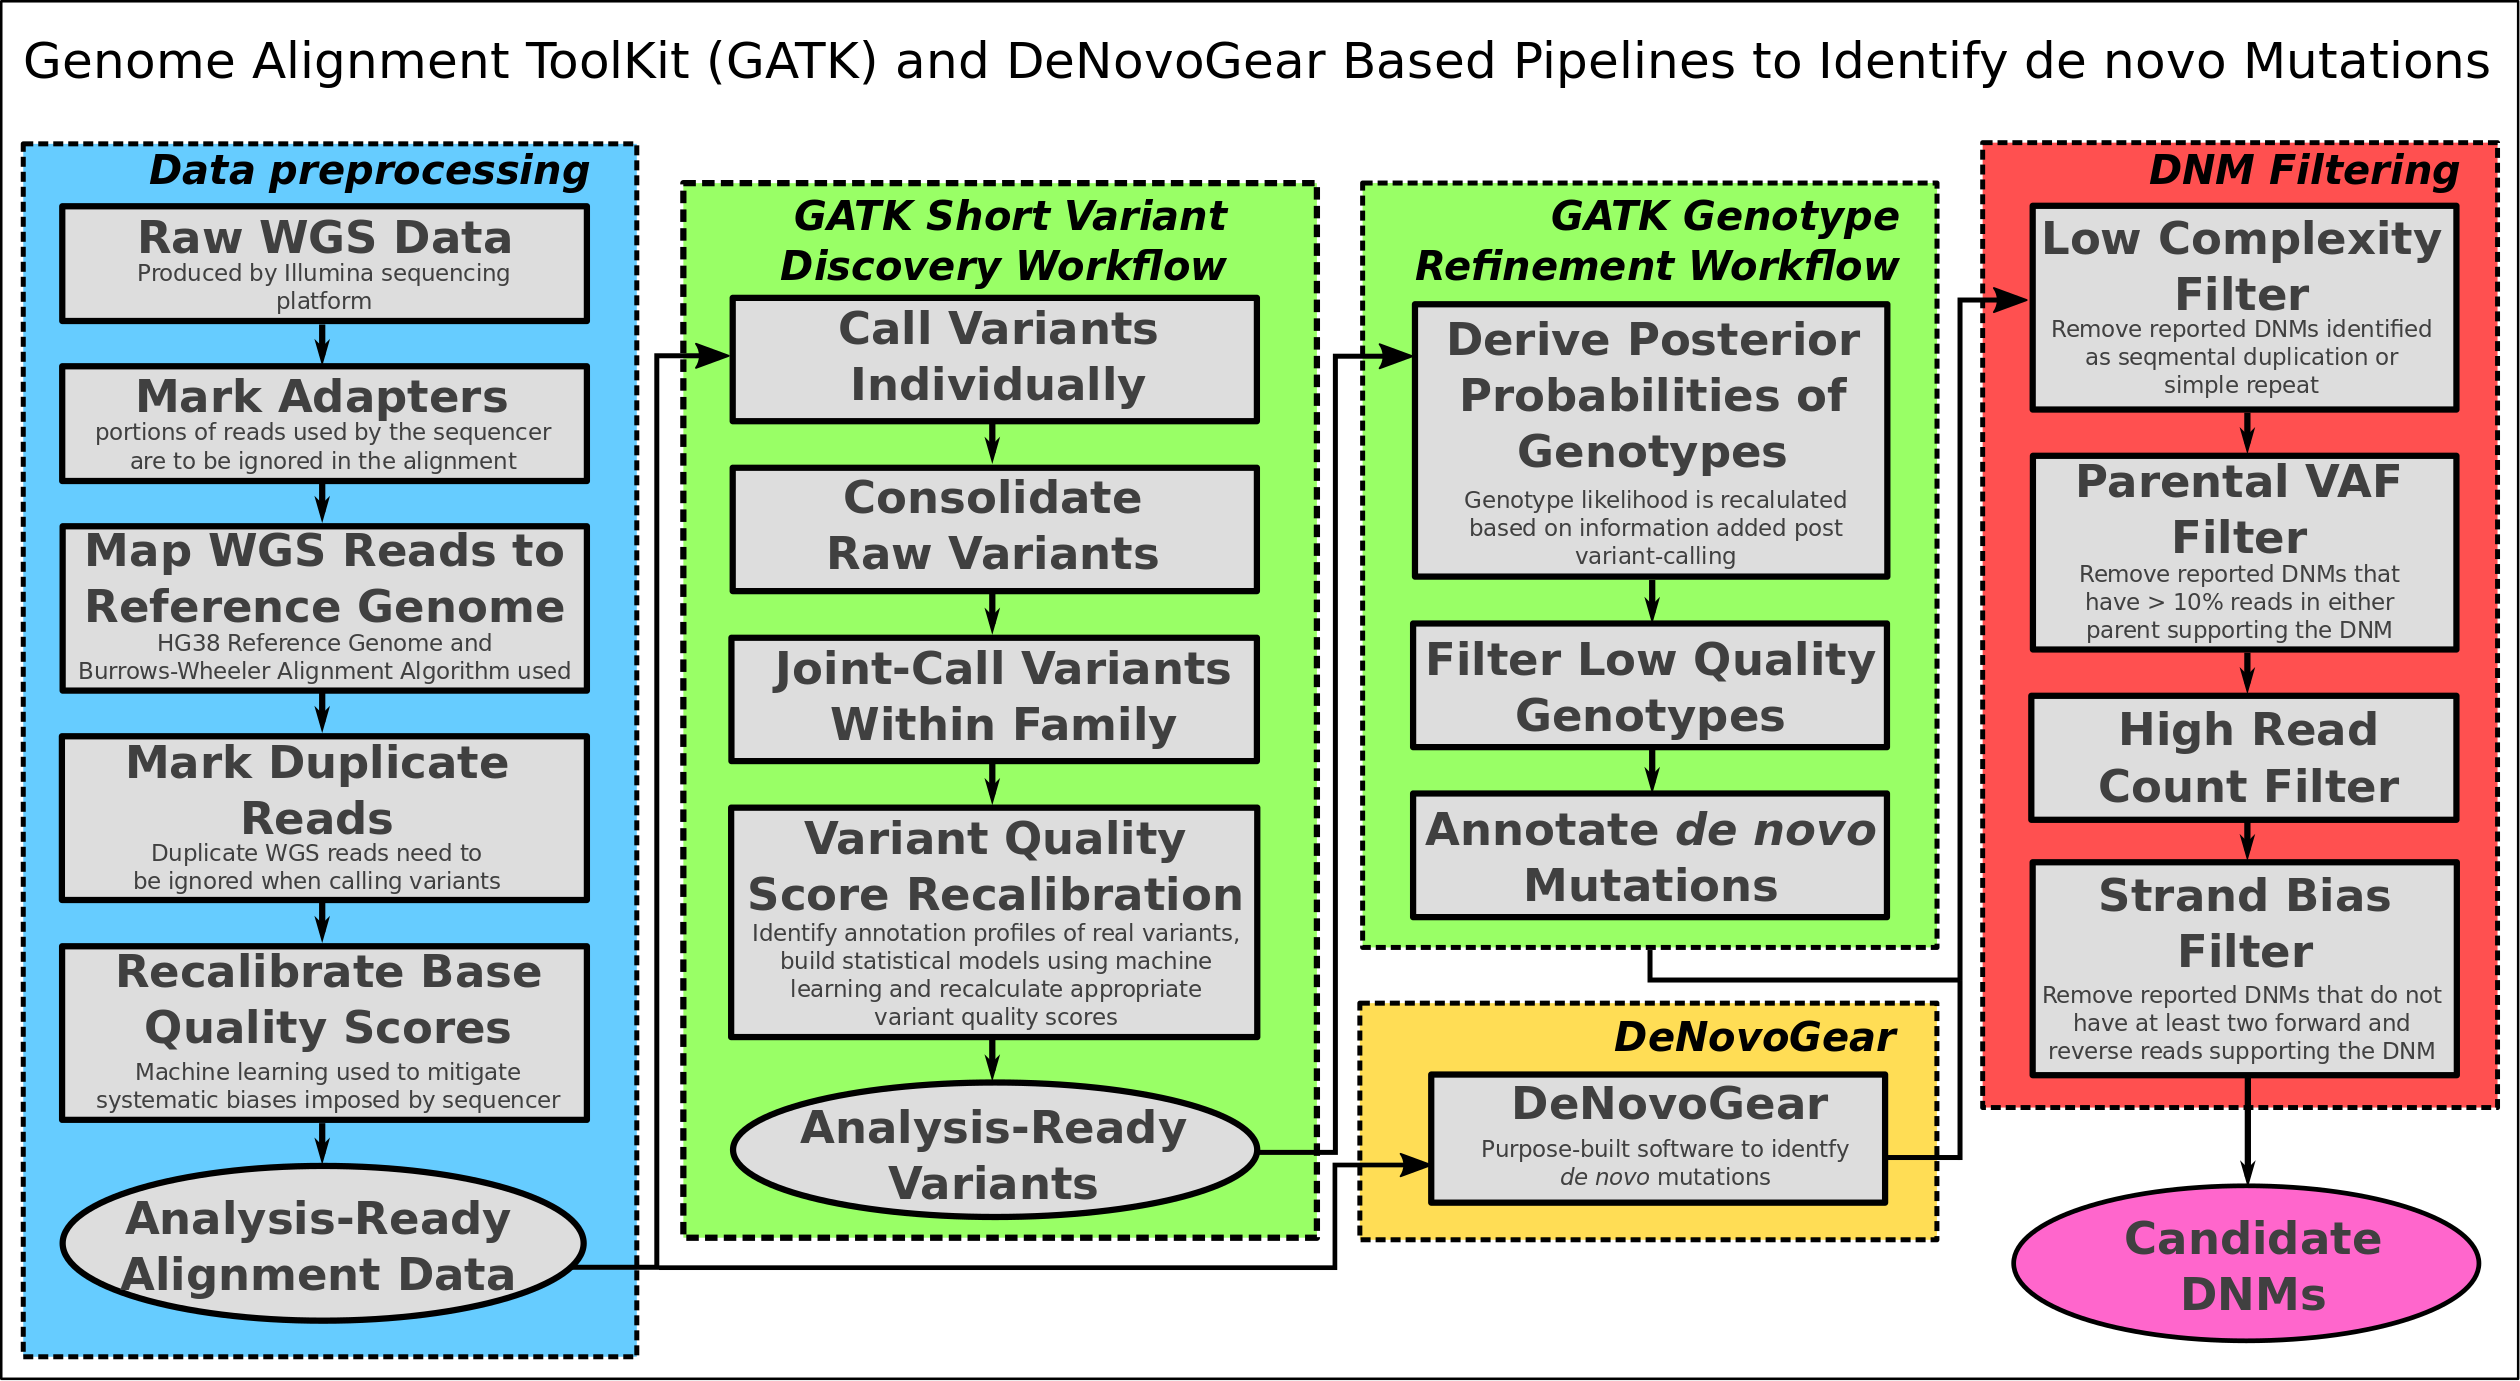 Genome Alignment ToolKit (GATK) and DeNovoGear Based Pipelines to Identify de novo Mutations
Data preprocessing
Raw WGS Data
Produced by Illumina sequencing
platform
Mark Adapters
portions of reads used by the sequencer
are to be ignored in the alignment
Map WGS Reads to
Reference Genome
HG38 Reference Genome and
Burrows-Wheeler Alignment Algorithm used
Mark Duplicate
Reads
Duplicate WGS reads need to
be ignored when calling variants
Recalibrate Base
Quality Scores
Machine learning used to mitigate
systematic biases imposed by sequencer
Analysis-Ready
Alignment Data
GATK Short Variant
Discovery Workflow
Call Variants
Individually
Consolidate
Raw Variants
Joint-Call Variants
Within Family
Variant Quality
Score Recalibration
Identify annotation profiles of real variants,
build statistical models using machine
learning and recalculate appropriate
variant quality scores
Analysis-Ready
Variants
GATK Genotype
Refinement Workflow
Derive Posterior
Probabilities of
Genotypes
Genotype likelihood is recalulated
based on information added post
variant-calling
Filter Low Quality
Genotypes
Annotate de novo
Mutations
DeNovoGear
DeNovoGear
Purpose-built software to identfy
de novo mutations
DNM Filtering
Low Complexity
Filter
Remove reported DNMs identified
as seqmental duplication or
simple repeat
Parental VAF
Filter
Remove reported DNMs that
have > 10% reads in either
parent supporting the DNM
High Read
Count Filter
Strand Bias
Filter
Remove reported DNMs that do not
have at least two forward and
reverse reads supporting the DNM
Candidate
DNMs